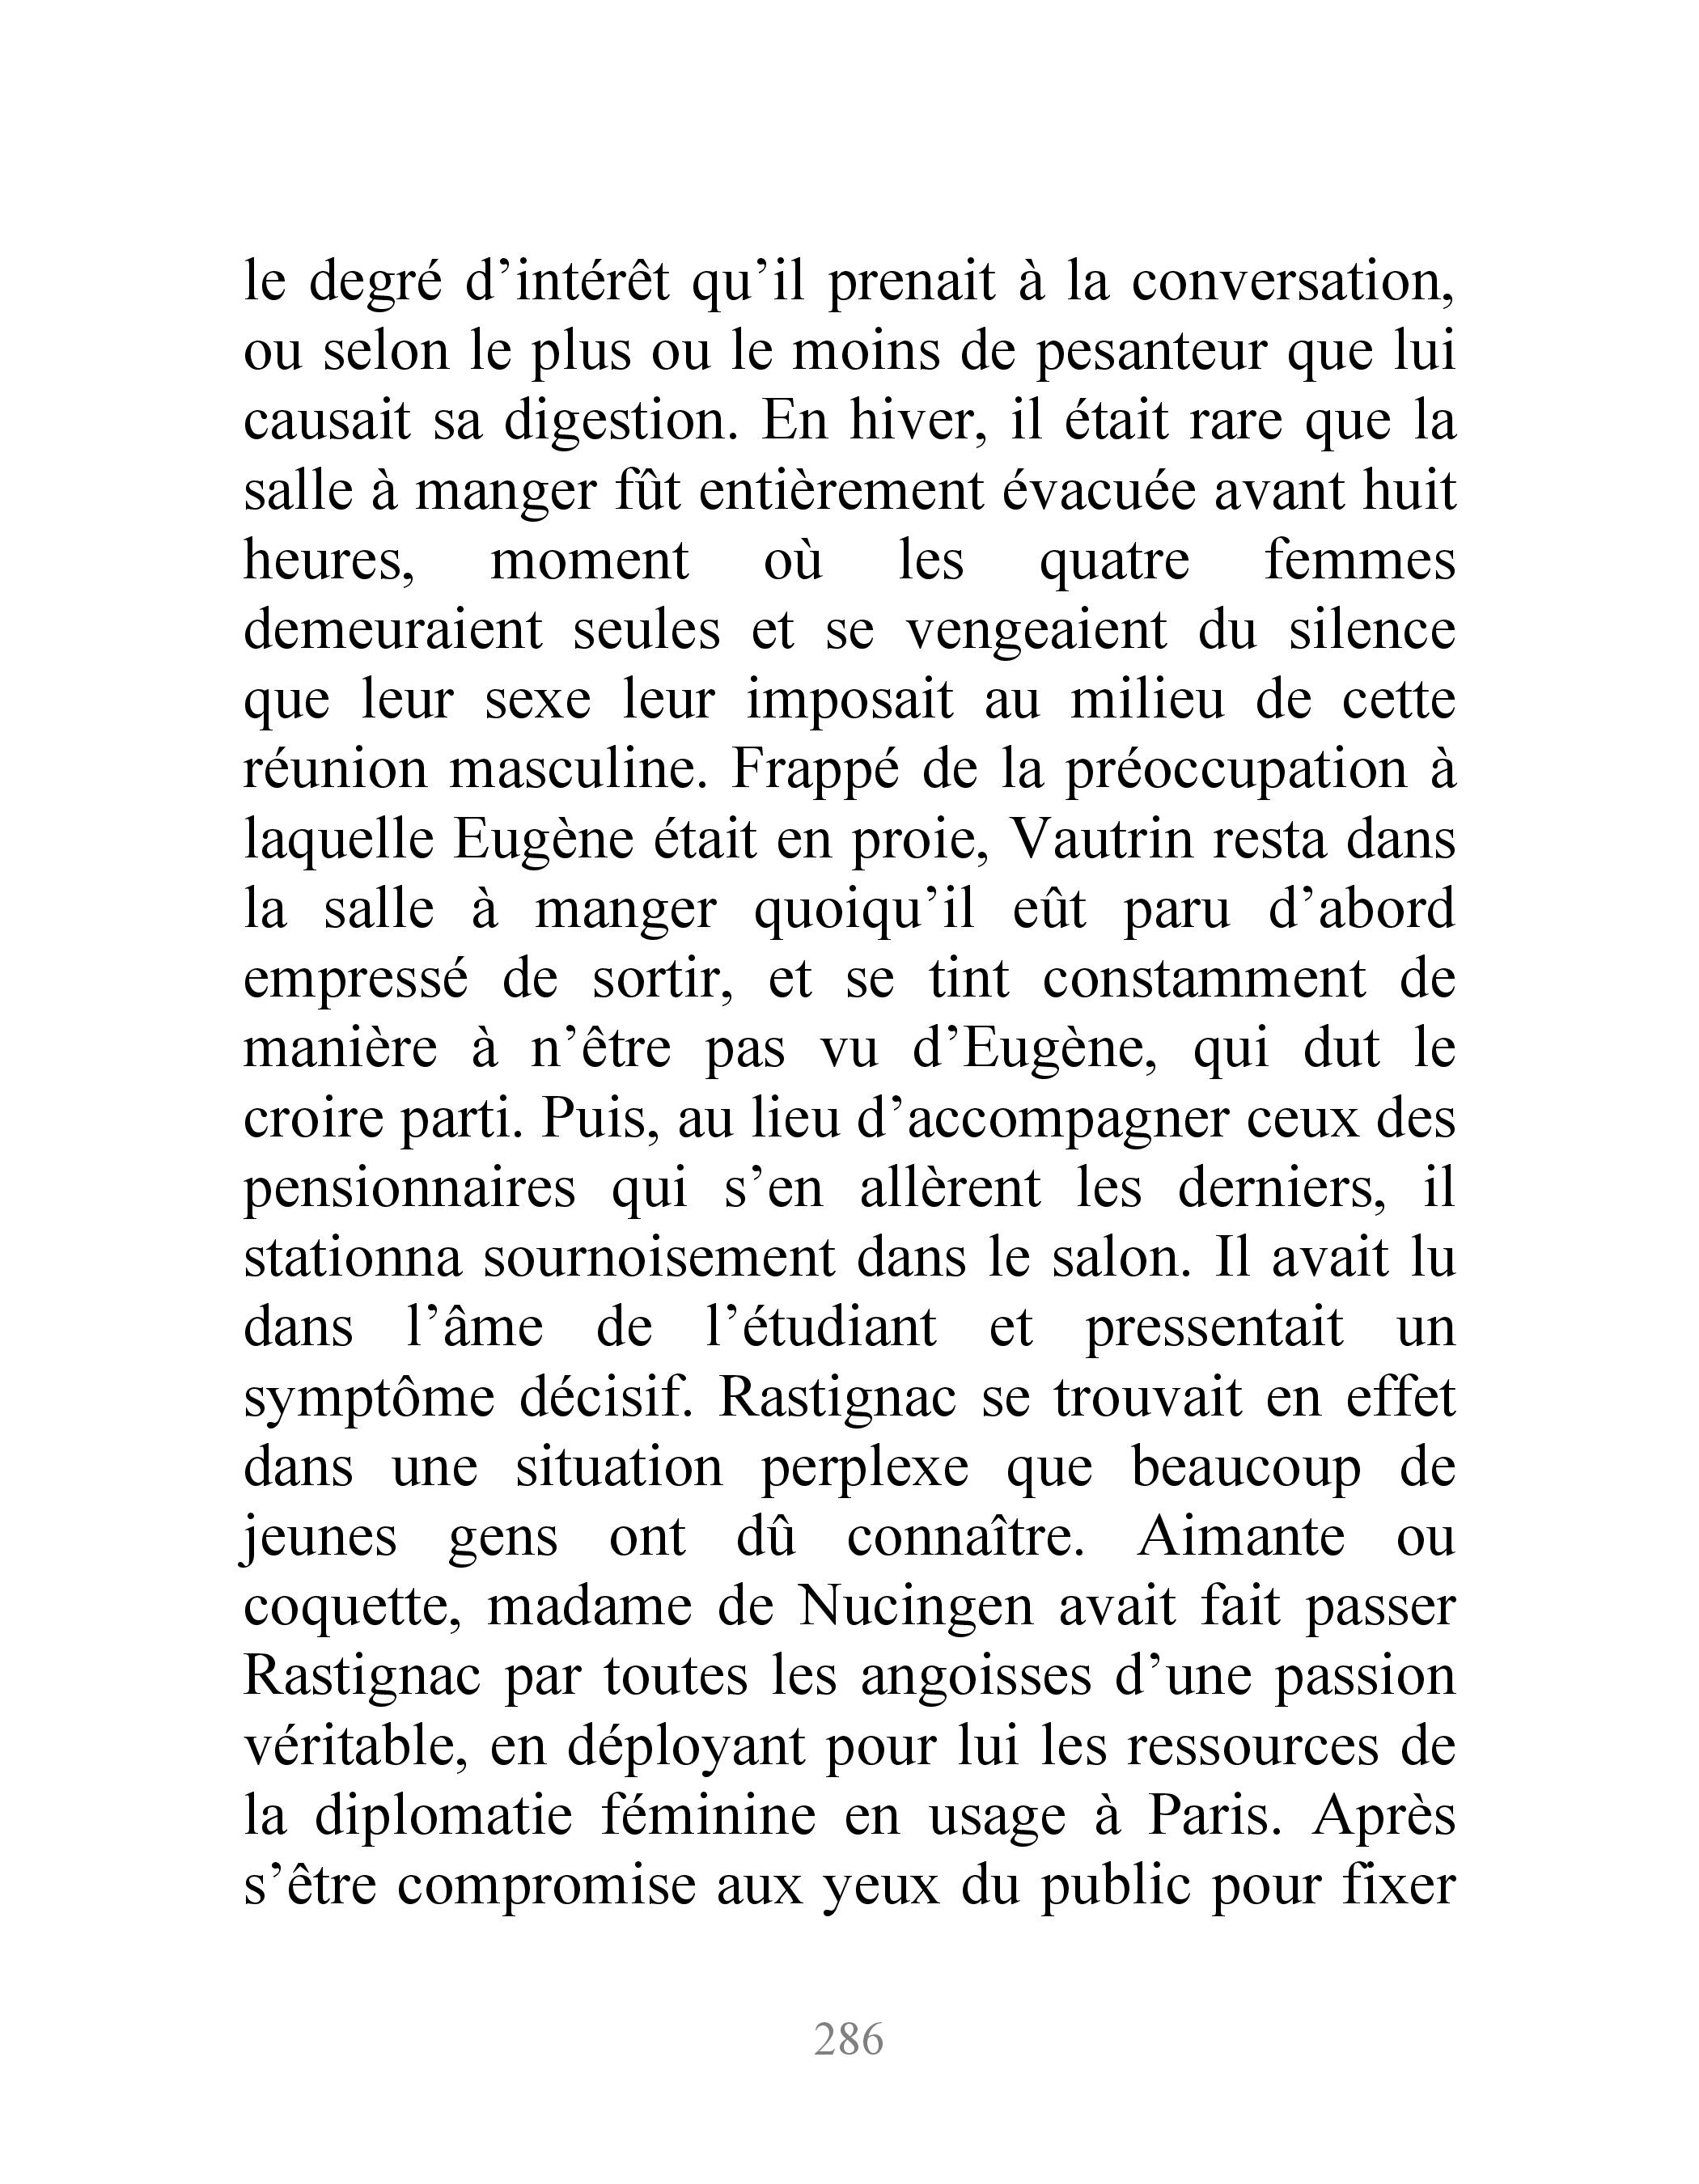 le degré d’intérêt qu’il prenait à la conversation,
ou selon le plus ou le moins de pesanteur que lui
causait sa digestion. En hiver, il était rare que la
salle à manger fût entièrement évacuée avant huit
heures, moment où les quatre femmes
demeuraient seules et se vengeaient du silence
que leur sexe leur imposait au milieu de cette
réunion masculine. Frappé de la préoccupation à
laquelle Eugène était en proie, Vautrin resta dans
la salle à manger quoiqu’il eût paru d’abord
empressé de sortir, et se tint constamment de
manière à n’être pas vu d’Eugène, qui dut le
croire parti. Puis, au lieu d’accompagner ceux des
pensionnaires qui s’en allèrent les derniers, il
stationna sournoisement dans le salon. Il avait lu
dans l’âme de l’étudiant et pressentait un
symptôme décisif. Rastignac se trouvait en effet
dans une situation perplexe que beaucoup de
jeunes gens ont dû connaître. Aimante ou
coquette, madame de Nucingen avait fait passer
Rastignac par toutes les angoisses d’une passion
véritable, en déployant pour lui les ressources de
la diplomatie féminine en usage à Paris. Après
s’être compromise aux yeux du public pour fixer
286